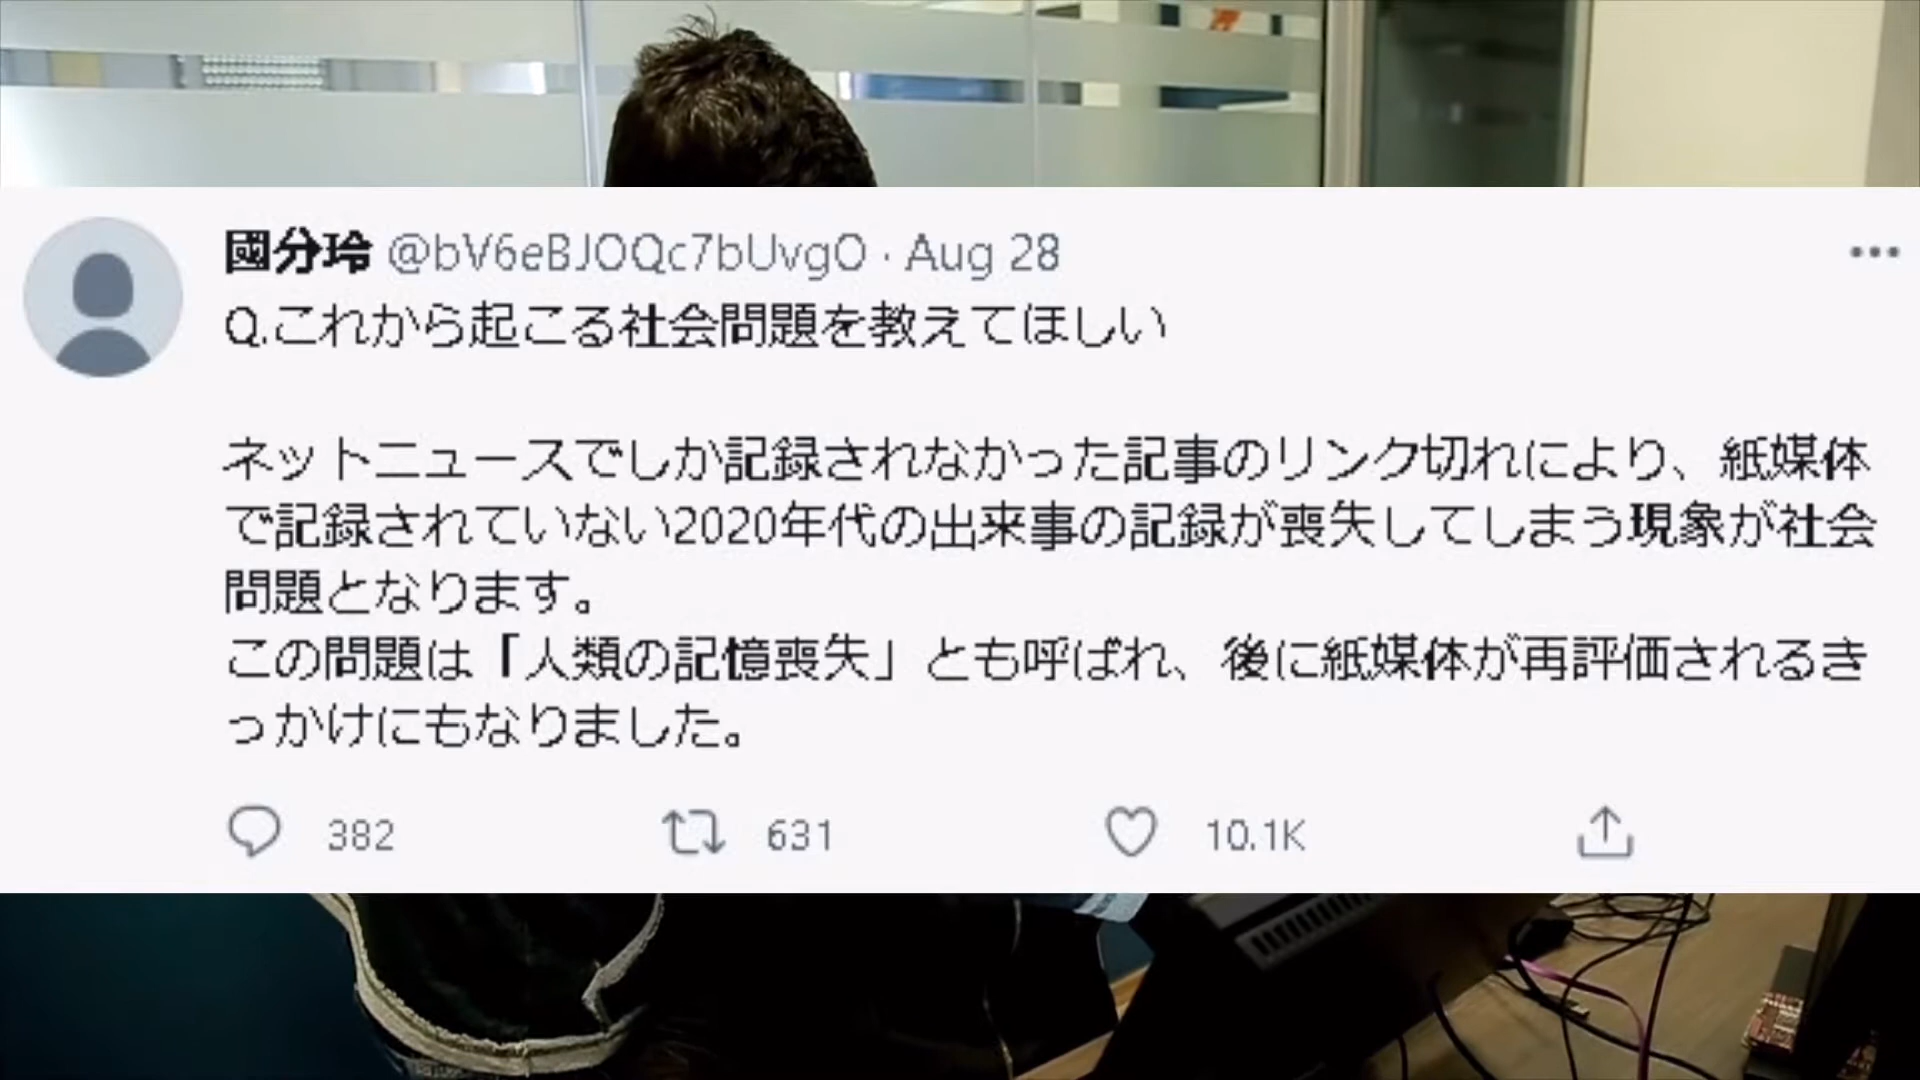 國分玲 @bV6eBJOQc7bUvgO · Aug 28
Q.これから起こる社会問題を教えてほしい
ネットニュースでしか記録されなかった記事のリンク切れにより、紙媒体
で記録されていない2020年代の出来事の記録が喪失してしまう現象が社会
問題となります。
この問題は「人類の記憶喪失」とも呼ばれ、後に紙媒体が再評価されるき
っかけにもなりました。
382 631 10.1K